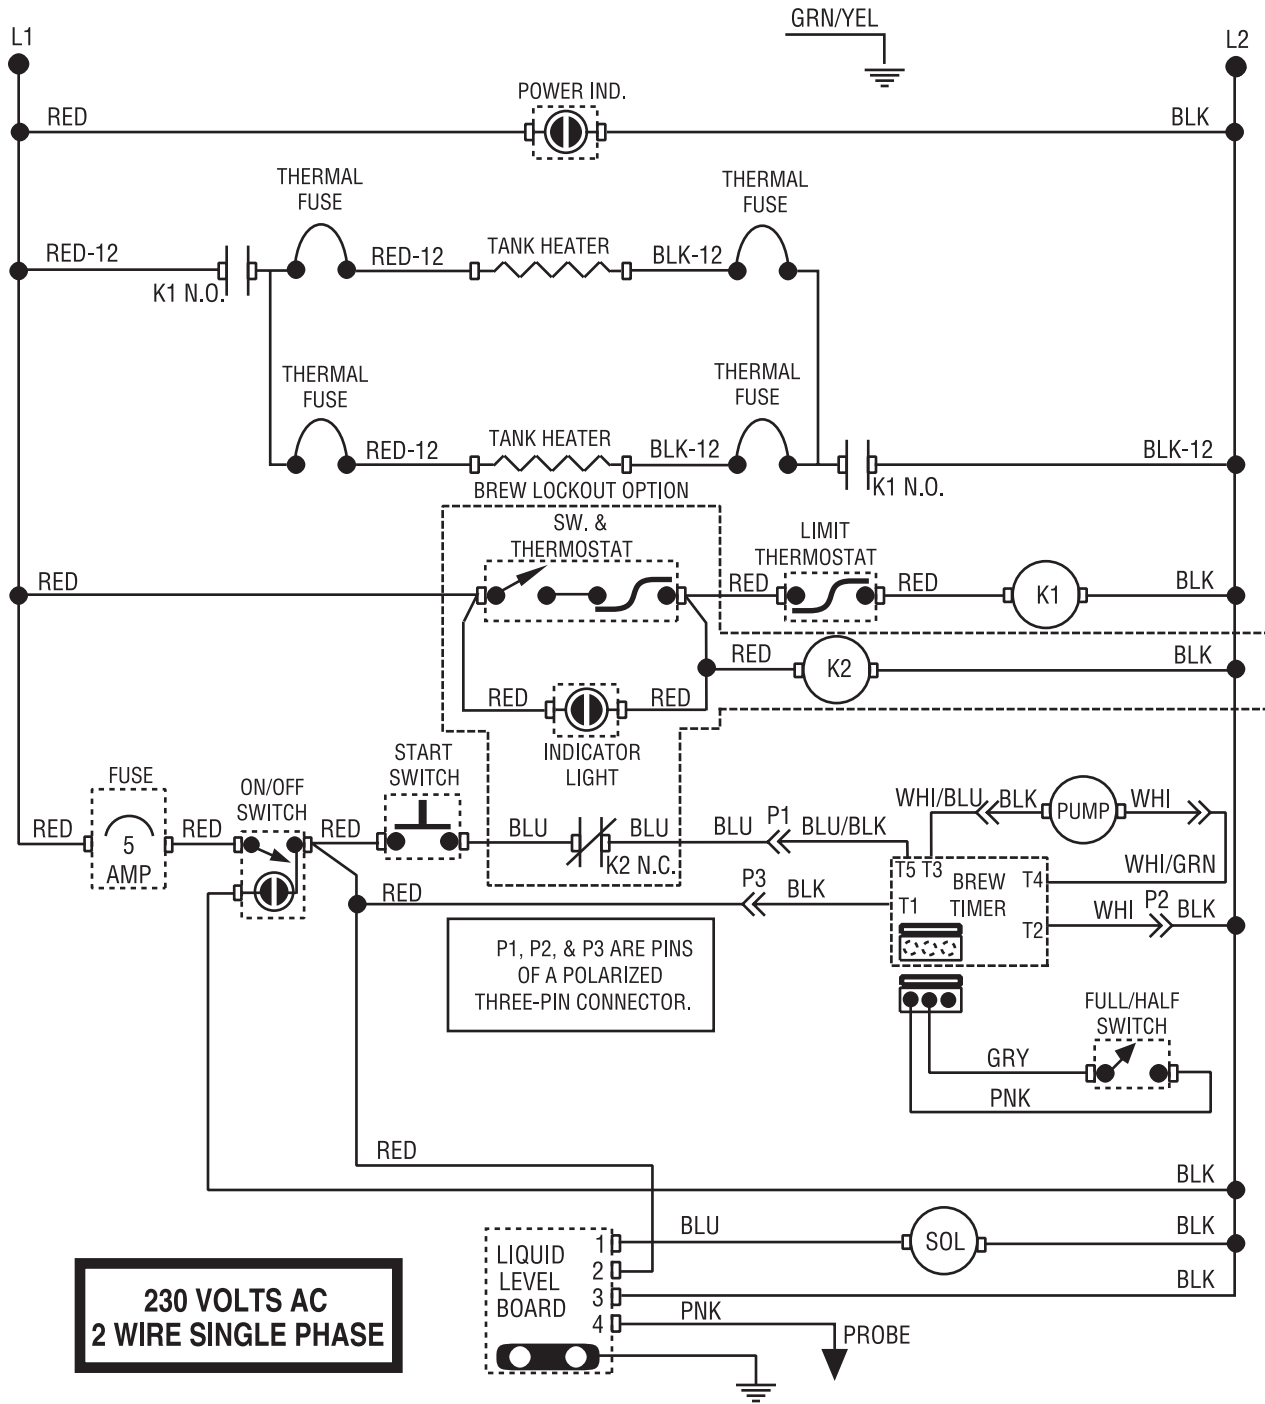 GRN/YEL
L1
L2
POWER IND.
RED
BLK
THERMAL
FUSE
THERMAL
FUSE
RED-12
RED-12
TANK HEATER
BLK-12
K1 N.O.
THERMAL
FUSE
THERMAL
FUSE
RED-12
TANK HEATER
BLK-12
BLK-12
K1 N.O.
BREW LOCKOUT OPTION
SW. &
THERMOSTAT
LIMIT
THERMOSTAT
RED
RED
RED
K1
BLK
RED
K2
BLK
RED
RED
INDICATOR
LIGHT
START
SWITCH
FUSE
ON/OFF
SWITCH
RED
5
AMP
RED
RED
BLU
BLU
K2 N.C.
BLU
P1
BLU/BLK
WHI/BLU
BLK
PUMP
WHI
WHI/GRN
T5 T3
BREW
TIMER
T4
T1
T2
RED
P3
BLK
WHI
P2
BLK
P1, P2, & P3 ARE PINS
OF A POLARIZED
THREE-PIN CONNECTOR.
FULL/HALF
SWITCH
GRY
PNK
RED
BLK
LIQUID
LEVEL
BOARD
1
2
3
4
BLU
SOL
BLK
BLK
PNK
PROBE
230 VOLTS AC
2 WIRE SINGLE PHASE